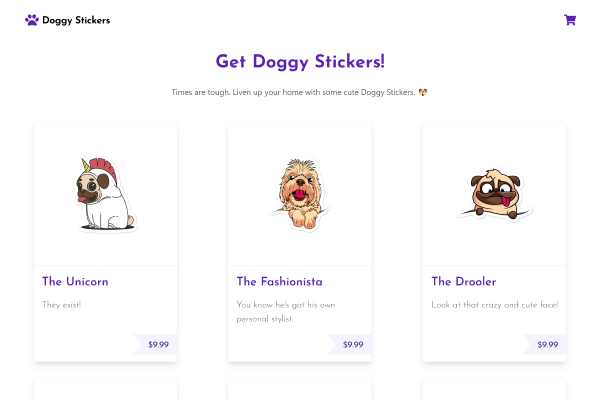 Doggy Stickers
Get Doggy Stickers!
Times are tough. Liven up your home with some cute Doggy Stickers. 🐶
The Unicorn
They exist!
$9.99
The Fashionista
You know he's got his own
personal stylist.
$9.99
The Drooler
Look at that crazy and cute face!
$9.99